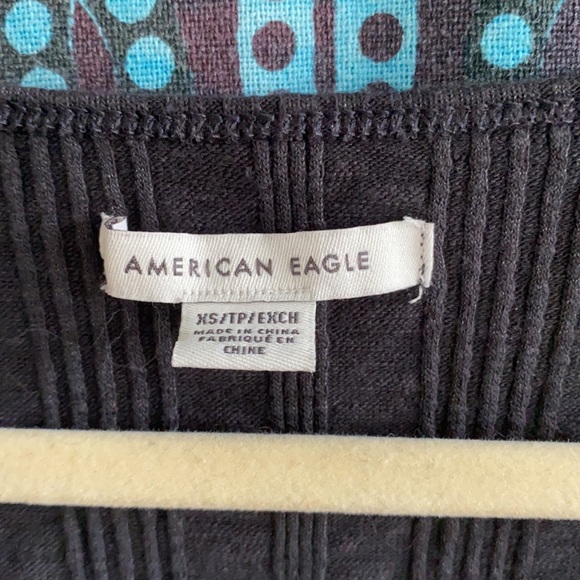 AMERICAN EAGLE
XS/TP/EXCH
MADE IN CHINA
FABRIQUÉ EN
CHINE